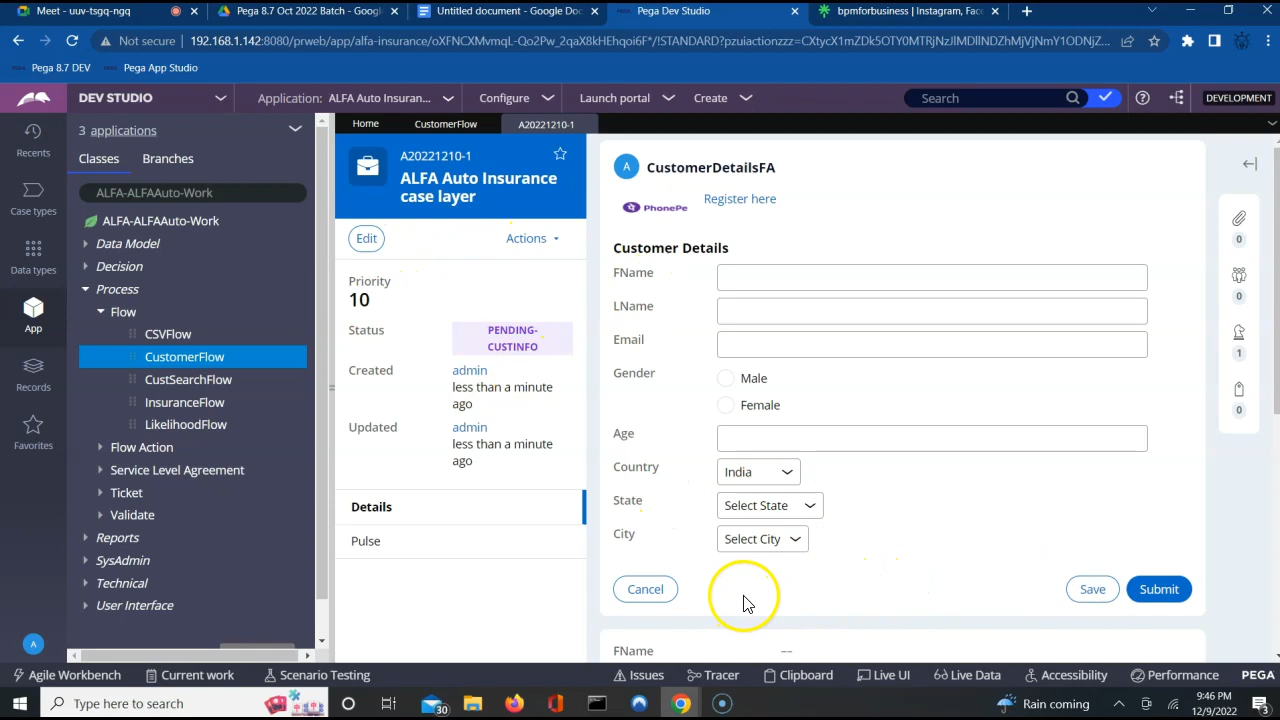 Meet - uuv-tsgq-ngq
Pega 8.7 Oct 2022 Batch - Googl
Untitled document - Google Doc
Pega Dev Studio
bpmforbusiness | Instagram, Fac
Not secure
192.168.1.142:8080/prweb/app/alfa-insurance/oXFNCXMvmqL-Qo2Pw_2qaX8kHEhqoi6F*/!STANDARD?pzuiactionzzz=CXtycX1mZDk5OTY0MTRjNzJlMDllNDZhMjVjNmY1ODNjZ...
Pega 8.7 DEV
Pega App Studio
DEV STUDIO
Application: ALFA Auto Insuran...
Configure
Launch portal
Create
Search
DEVELOPMENT
Recents
Case types
Data types
App
Records
Favorites
A
3 applications
Classes
Branches
ALFA-ALFAAuto-Work
ALFA-ALFAAuto-Work
Data Model
Decision
Process
Flow
CSVFlow
CustomerFlow
CustSearchFlow
InsuranceFlow
LikelihoodFlow
Flow Action
Service Level Agreement
Ticket
Validate
Reports
SysAdmin
Technical
User Interface
Home
CustomerFlow
A20221210-1
A20221210-1
ALFA Auto Insurance
case layer
Edit
Actions
Priority
10
Status
PENDING-
CUSTINFO
Created
admin
less than a minute
ago
Updated
admin
less than a minute
ago
Details
Pulse
A
CustomerDetailsFA
PhonePe
Register here
Customer Details
FName
LName
Email
Gender
Male
Female
Age
Country
India
State
Select State
City
Select City
Cancel
Save
Submit
FName
--
0
0
1
0
Agile Workbench
Current work
Scenario Testing
Issues
Tracer
Clipboard
Live UI
Live Data
Accessibility
Performance
PEGA
Type here to search
30
Rain coming
9:46 PM
12/9/2022
3